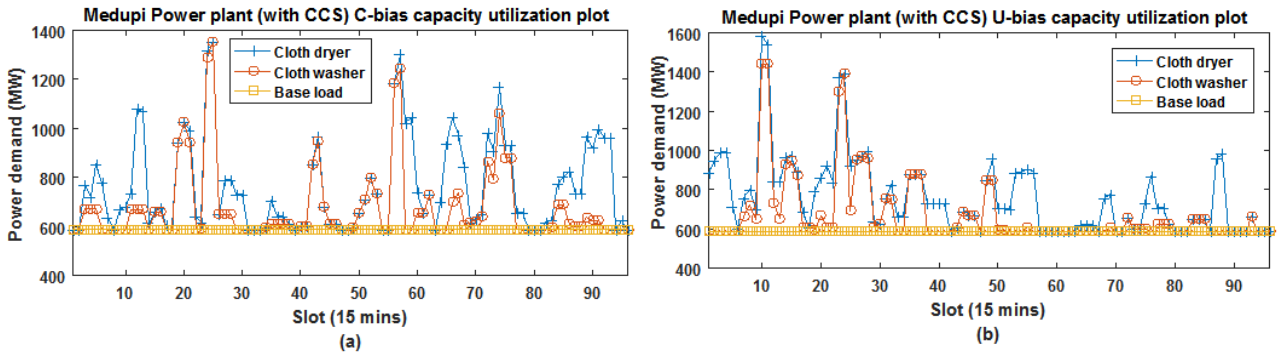 Medupi Power plant (with CCS) C-bias capacity utilization plot
Power demand (MW)
1400
1200
1000
800
600
400
Cloth dryer
Cloth washer
Base load
10 20 30 40 50 60 70 80 90
Slot (15 mins)
(a)
Medupi Power plant (with CCS) U-bias capacity utilization plot
Power demand (MW)
1600
1400
1200
1000
800
600
400
Cloth dryer
Cloth washer
Base load
10 20 30 40 50 60 70 80 90
Slot (15 mins)
(b)